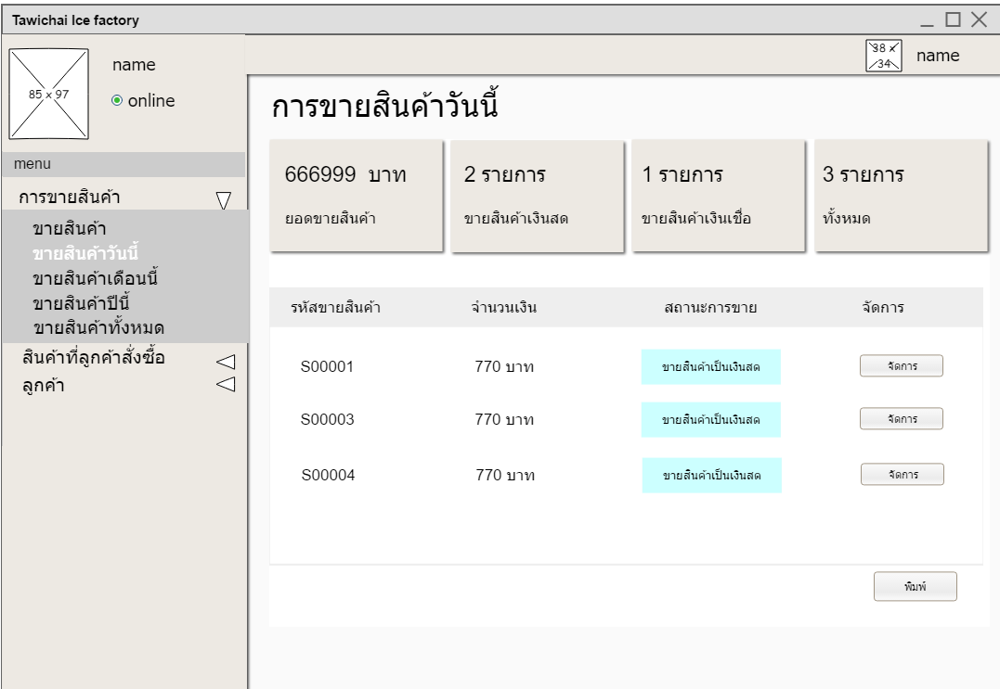 Tawichai Ice factory
38 x 34
name
85 x 97
name
online
menu
การขายสินค้า
ขายสินค้า
ขายสินค้าวันนี้
ขายสินค้าเดือนนี้
ขายสินค้าปีนี้
ขายสินค้าทั้งหมด
สินค้าที่ลูกค้าสั่งซื้อ
ลูกค้า
การขายสินค้าวันนี้
666999 บาท
ยอดขายสินค้า
2 รายการ
ขายสินค้าเงินสด
1 รายการ
ขายสินค้าเงินเชื่อ
3 รายการ
ทั้งหมด
รหัสขายสินค้า จำนวนเงิน สถานะการขาย จัดการ
S00001 770 บาท ขายสินค้าเป็นเงินสด จัดการ
S00003 770 บาท ขายสินค้าเป็นเงินสด จัดการ
S00004 770 บาท ขายสินค้าเป็นเงินสด จัดการ
พิมพ์